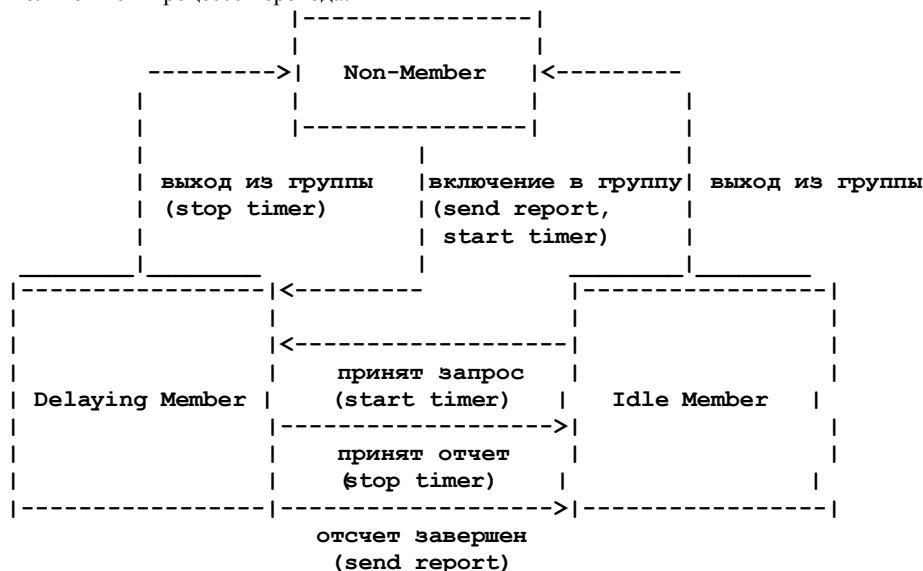 Non-Member
выход из группы
(stop timer)
включение в группу
(send report,
start timer)
выход из группы
принят запрос
(start timer)
Delaying Member
Idle Member
принят отчет
(stop timer)
отсчет завершен
(send report)